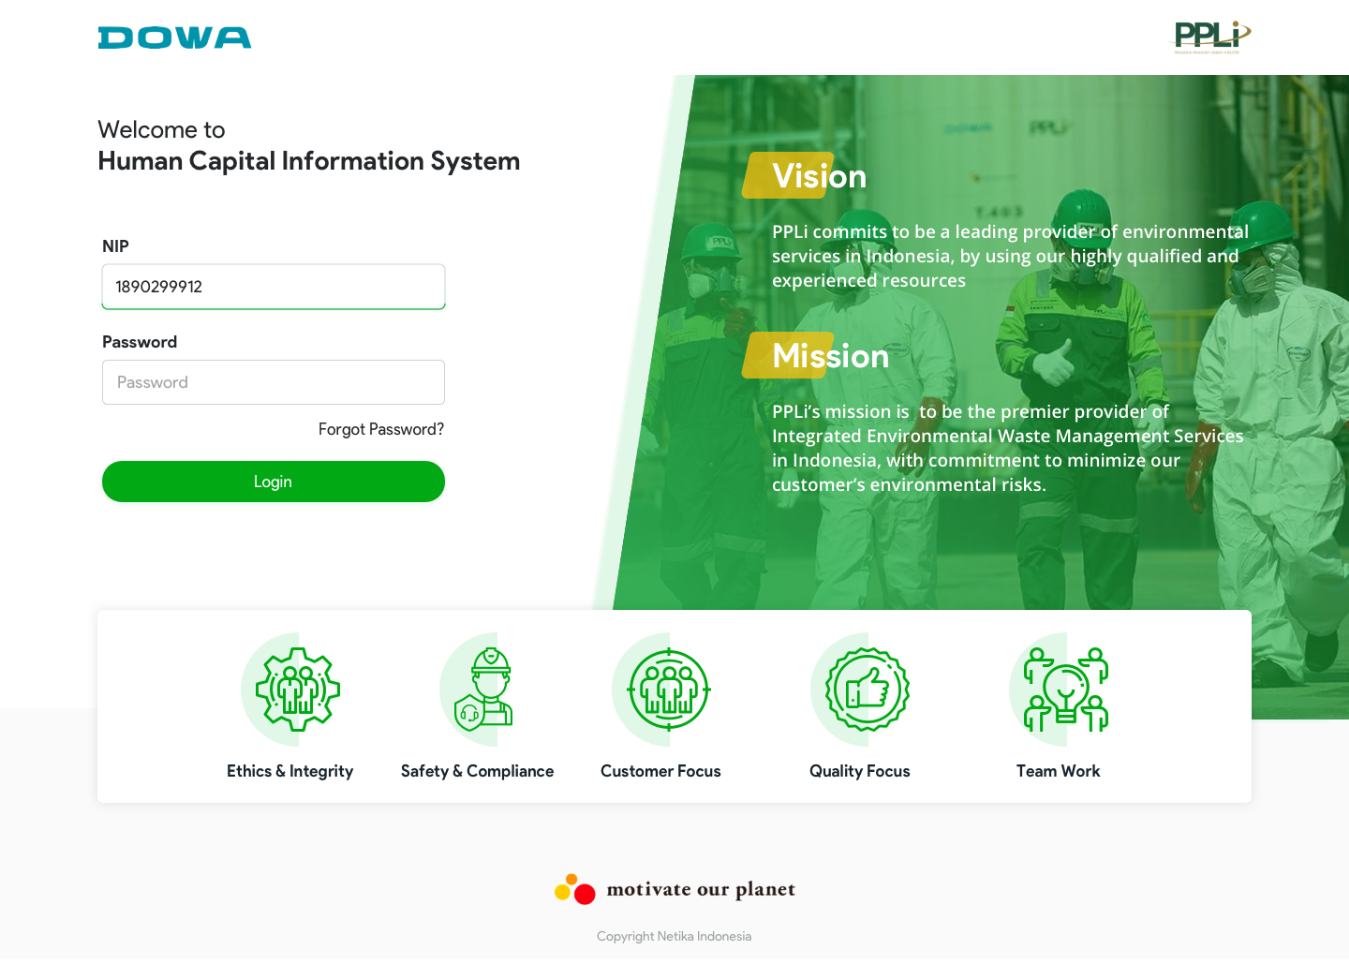 DOWA
PPLi
Welcome to
Human Capital Information System
NIP
1890299912
Password
Password
Forgot Password?
Login
DOWA PPLi
T-403
Vision
PPLi commits to be a leading provider of environmental
services in Indonesia, by using our highly qualified and
experienced resources
Mission
PPLi’s mission is  to be the premier provider of
Integrated Environmental Waste Management Services
in Indonesia, with commitment to minimize our
customer’s environmental risks.
Ethics & Integrity
Safety & Compliance
Customer Focus
Quality Focus
Team Work
motivate our planet
Copyright Netika Indonesia